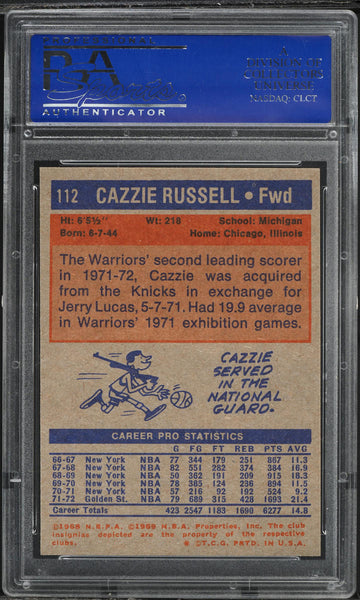 PROFESSIONAL
PSA
Sports
AUTHENTICATOR
A
DIVISION OF
COLLECTORS
UNIVERSE
NASDAQ: CLCT
112 CAZZIE RUSSELL • Fwd
Ht: 6'5½" Wt: 218 School: Michigan
Born: 6-7-44 Home: Chicago, Illinois
The Warriors' second leading scorer
in 1971-72, Cazzie was acquired
from the Knicks in exchange for
Jerry Lucas, 5-7-71. Had 19.9 average
in Warriors' 1971 exhibition games.
CAZZIE
SERVED
IN THE
NATIONAL
GUARD.
CAREER PRO STATISTICS
G FG FT REB PTS AVG
66-67 New York NBA 77 344 179 251 867 11.3
67-68 New York NBA 82 551 282 374 1384 16.9
68-69 New York NBA 50 362 191 209 915 18.3
69-70 New York NBA 78 385 124 236 894 11.5
70-71 New York NBA 57 216 92 192 524 9.2
71-72 Golden St. NBA 79 689 315 428 1693 21.4
Career Totals 423 2547 1183 1690 6277 14.8
©1968 N.B.P.A. ©1969 N.B.A. Properties, Inc. The club
insignias depicted are the property of the respective
clubs. ©T.C.G. PRTD. IN U.S.A.